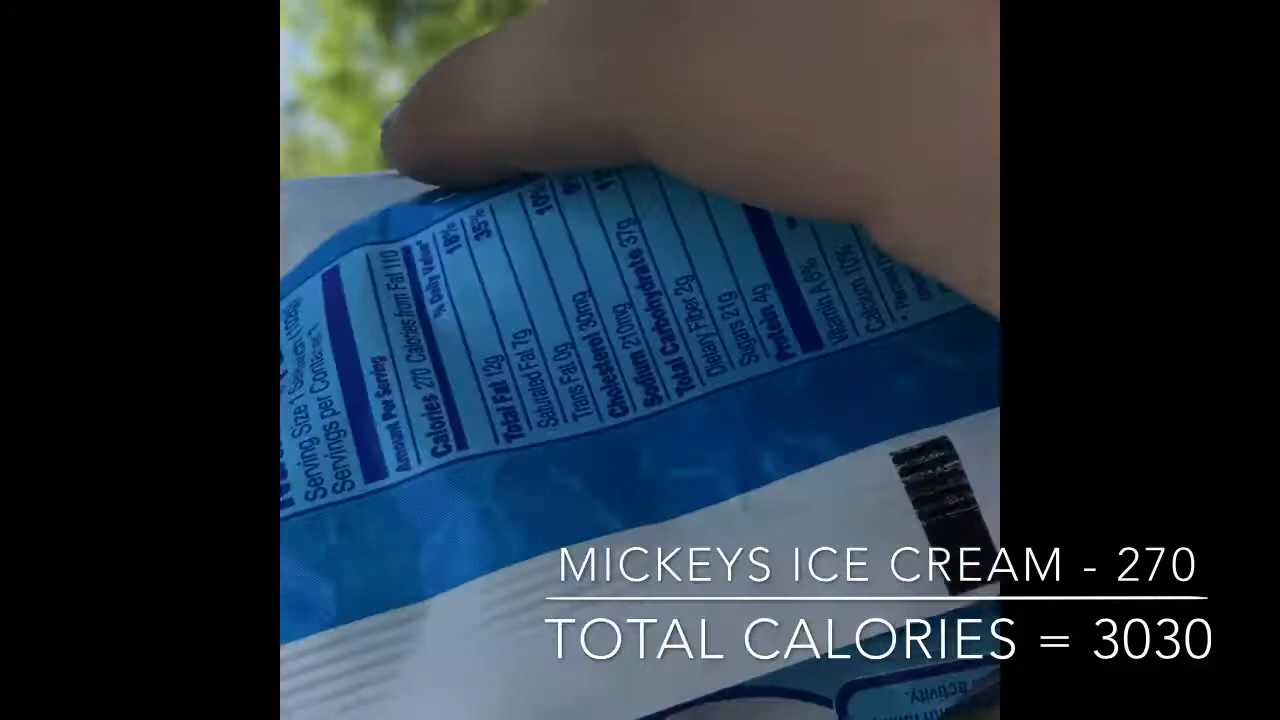 Serving Size 1
Servings per Container 1
Amount Per Serving
Calories 270 Calories from Fat 110
% Daily Value*
Total Fat 12g 18%
Saturated Fat 7g 35%
Trans Fat 0g
Cholesterol 30mg 10%
Sodium 210mg
Total Carbohydrate 37g
Dietary Fiber 2g
Sugars 21g
Protein 4g
Vitamin A 6%
Calcium 10%
MICKEYS ICE CREAM - 270
TOTAL CALORIES = 3030
activity.